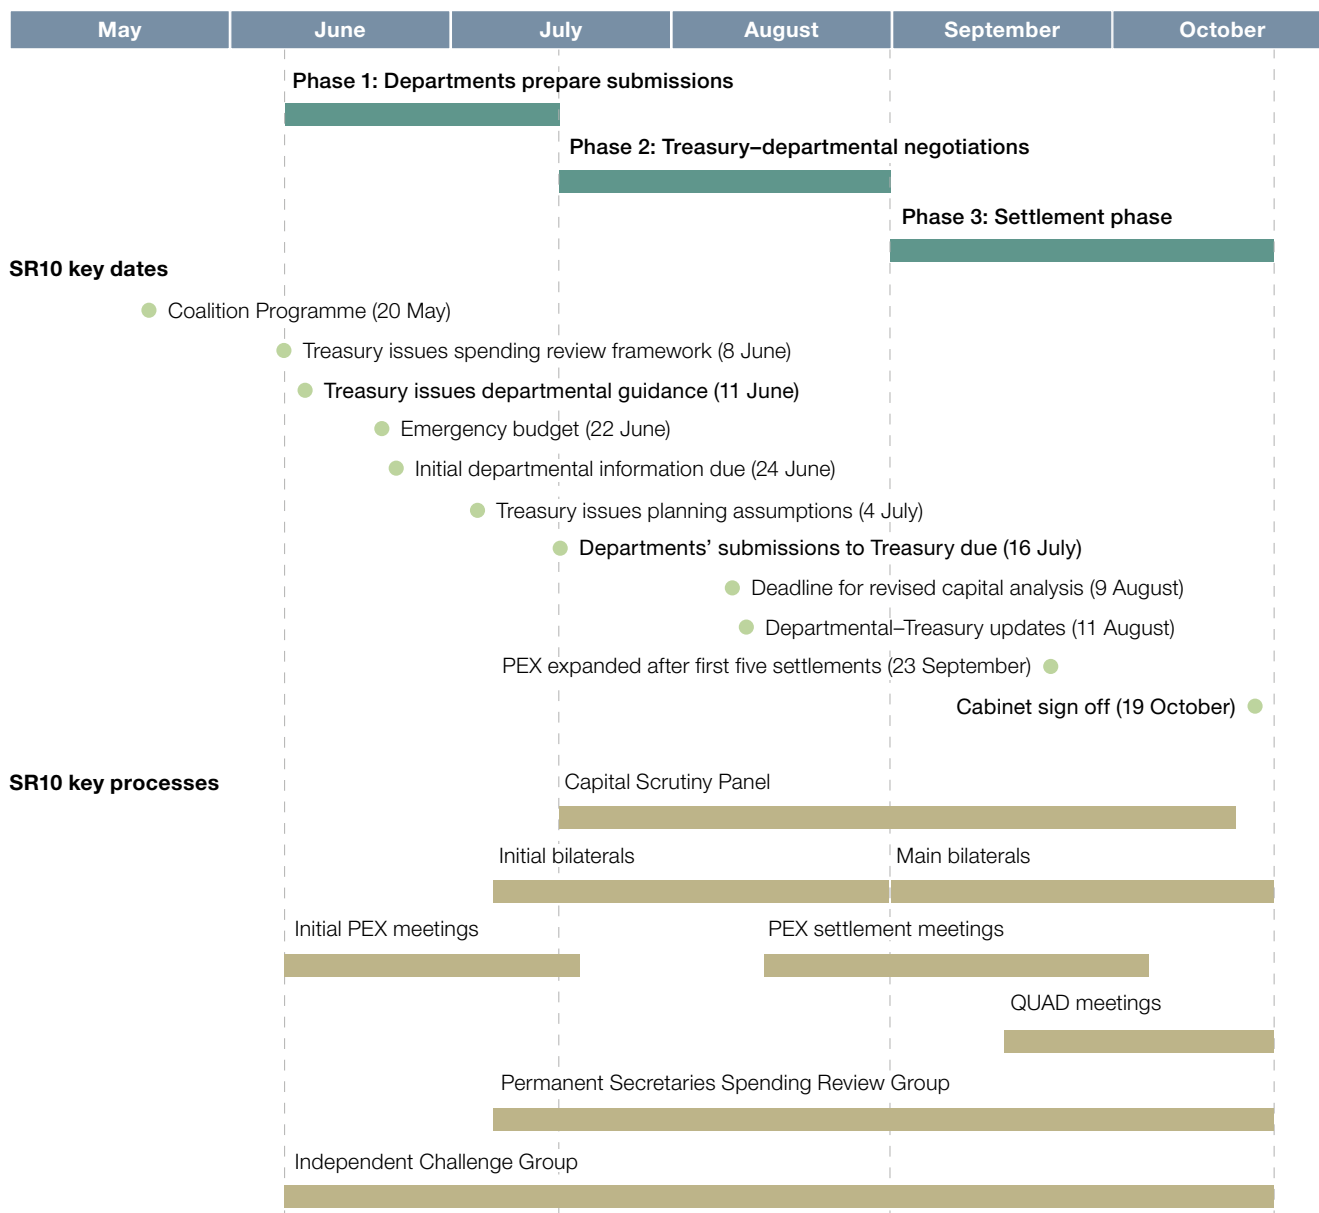 May June July August September October
Phase 1: Departments prepare submissions
Phase 2: Treasury–departmental negotiations
Phase 3: Settlement phase
SR10 key dates
Coalition Programme (20 May)
Treasury issues spending review framework (8 June)
Treasury issues departmental guidance (11 June)
Emergency budget (22 June)
Initial departmental information due (24 June)
Treasury issues planning assumptions (4 July)
Departments’ submissions to Treasury due (16 July)
Deadline for revised capital analysis (9 August)
Departmental–Treasury updates (11 August)
PEX expanded after first five settlements (23 September)
Cabinet sign off (19 October)
SR10 key processes
Capital Scrutiny Panel
Initial bilaterals
Main bilaterals
Initial PEX meetings
PEX settlement meetings
QUAD meetings
Permanent Secretaries Spending Review Group
Independent Challenge Group